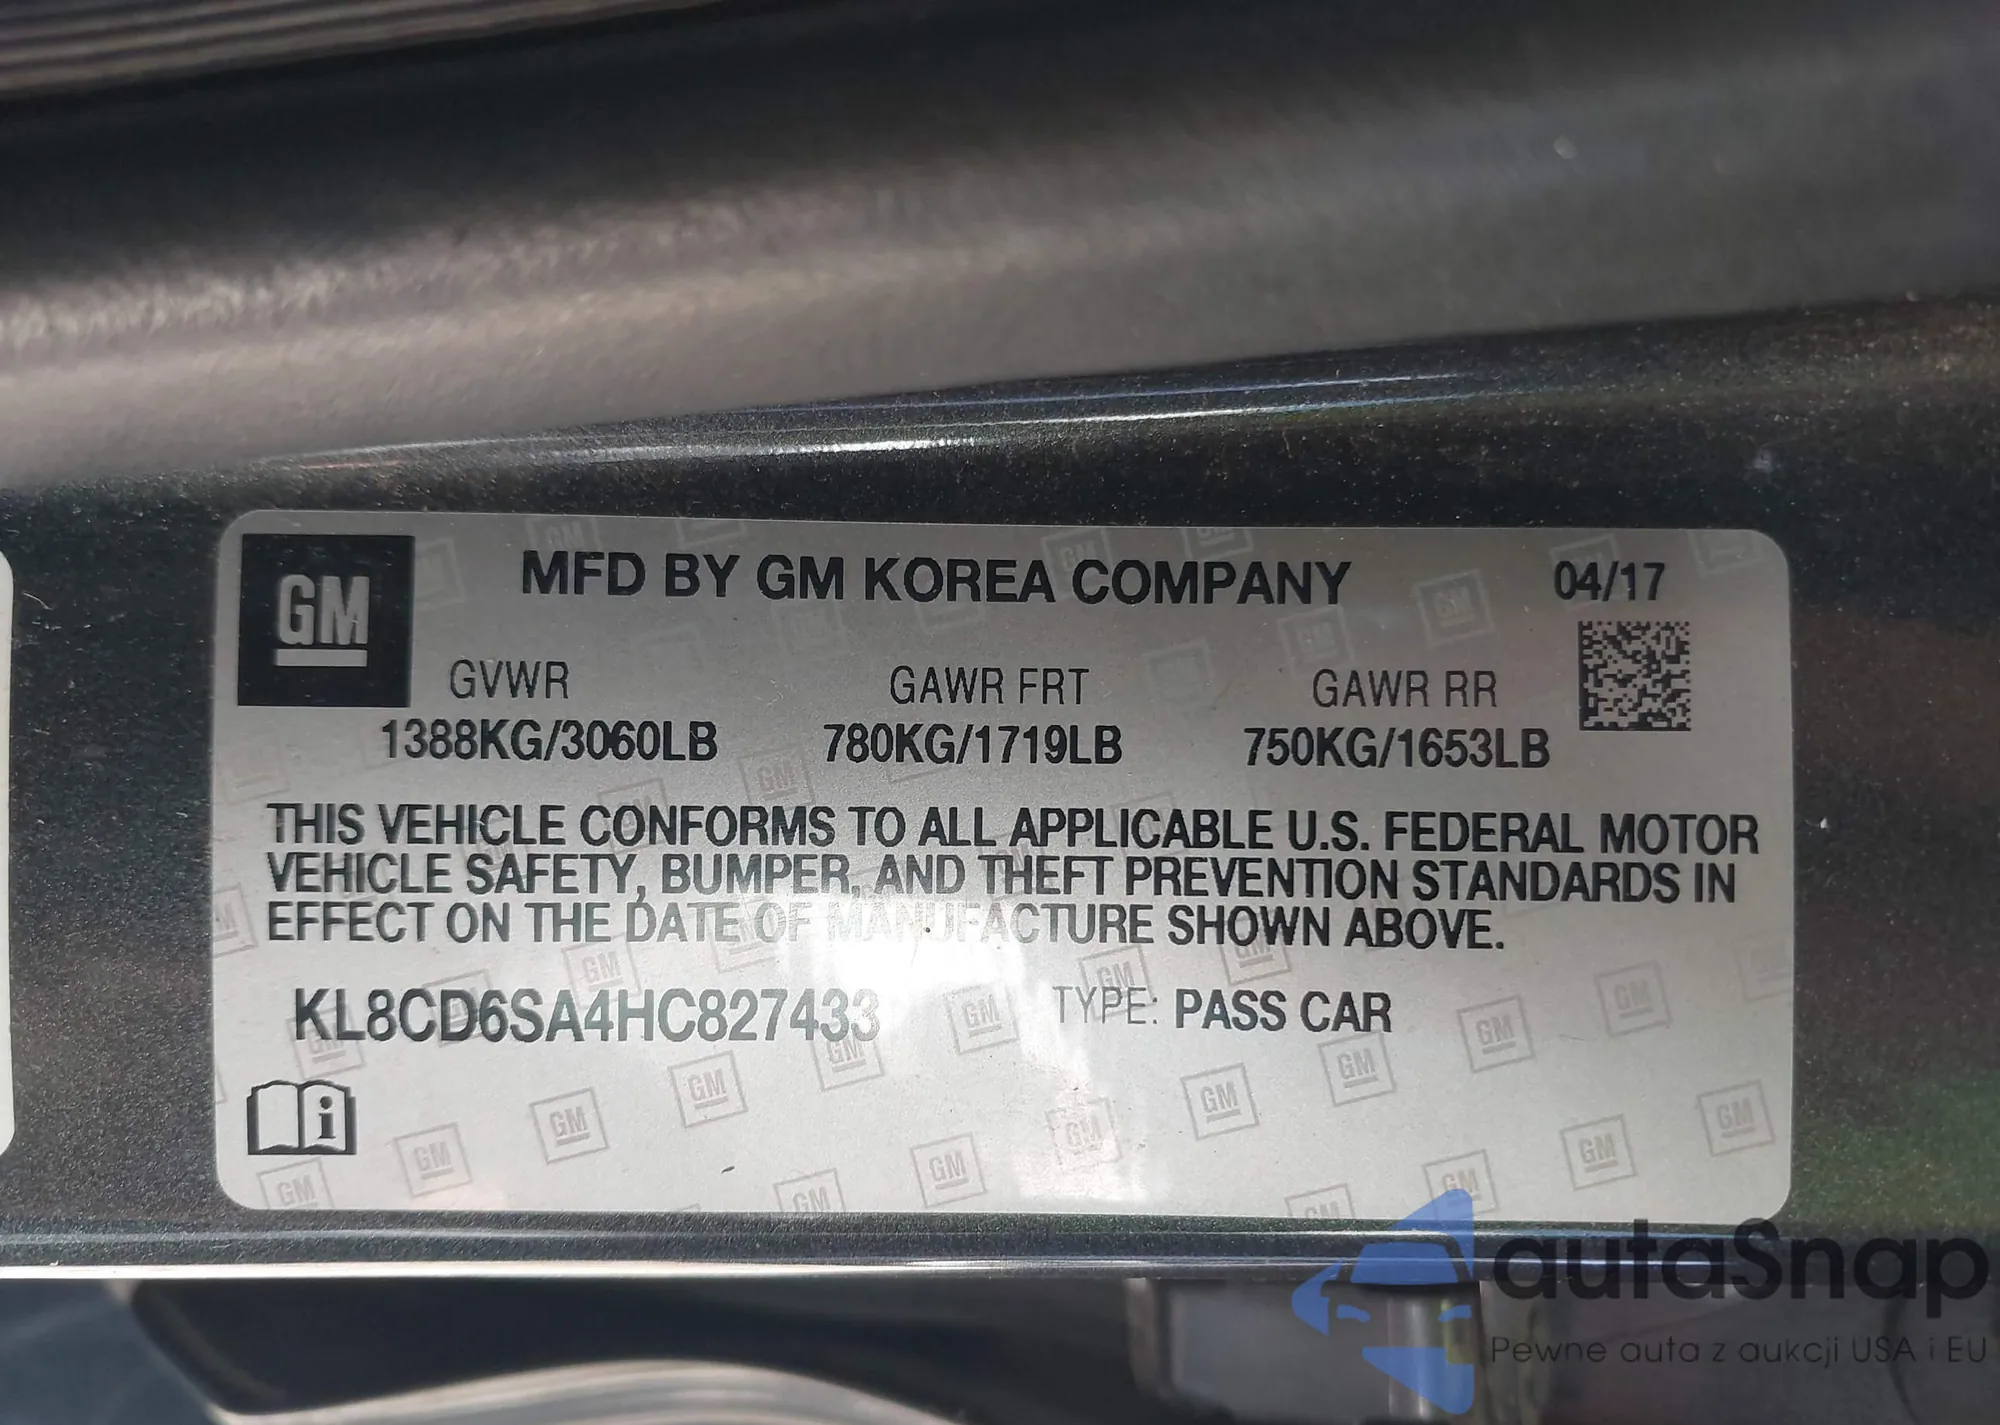 GM
MFD BY GM KOREA COMPANY 04/17
GVWR GAWR FRT GAWR RR
1388KG/3060LB 780KG/1719LB 750KG/1653LB
THIS VEHICLE CONFORMS TO ALL APPLICABLE U.S. FEDERAL MOTOR
VEHICLE SAFETY, BUMPER, AND THEFT PREVENTION STANDARDS IN
EFFECT ON THE DATE OF MANUFACTURE SHOWN ABOVE.
KL8CD6SA4HC827433 TYPE: PASS CAR
autaSnap
Pewne auta z aukcji USA i EU